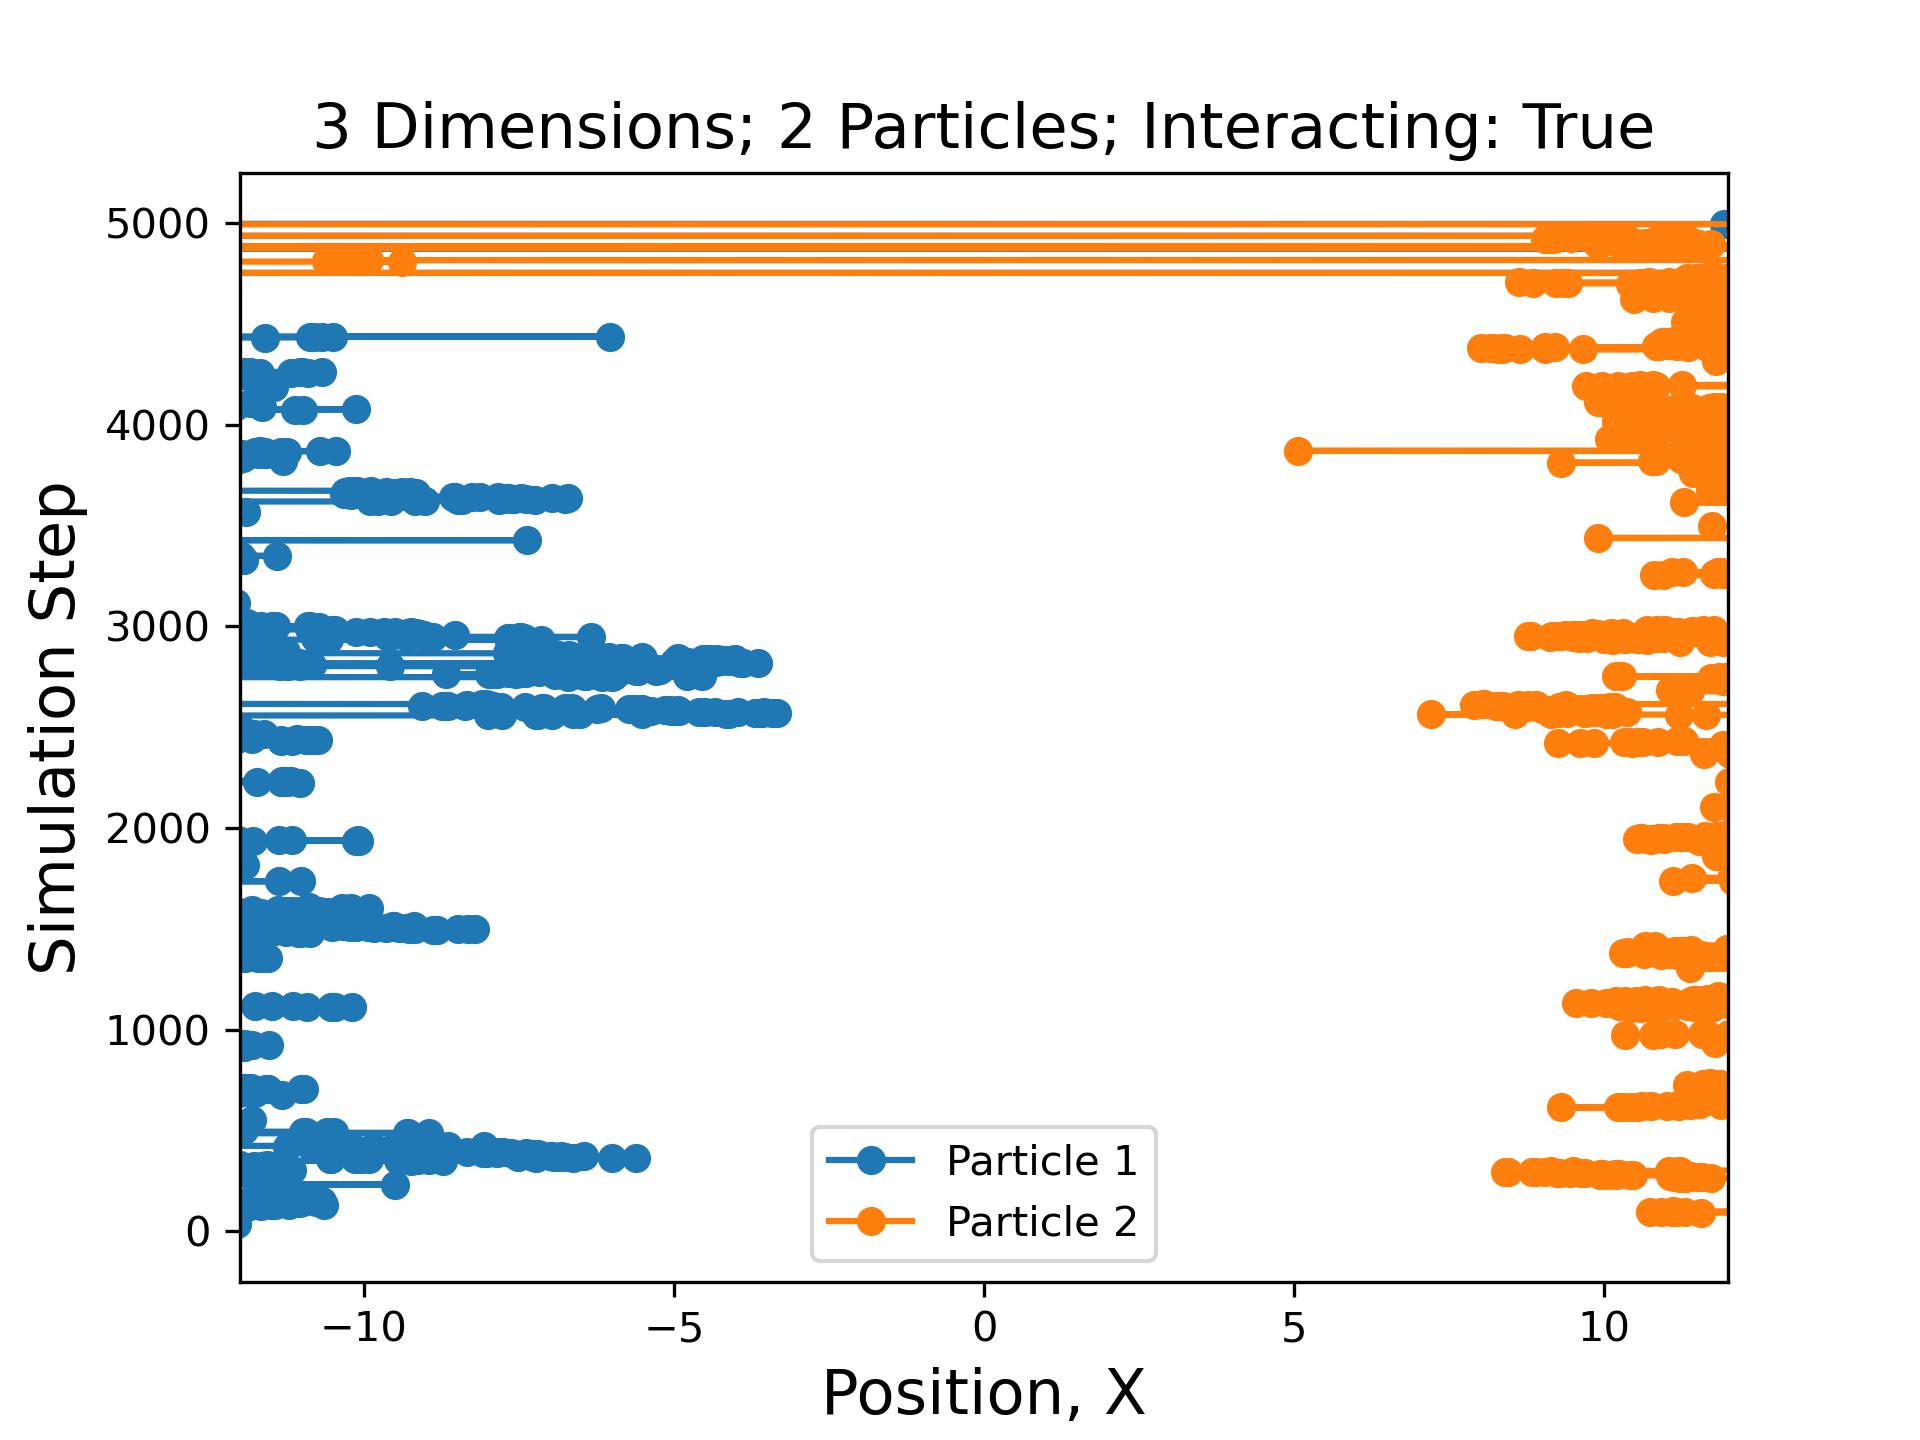 3 Dimensions; 2 Particles; Interacting: True
5000
4000
3000
2000
1000
0
Simulation Step
Particle 1
Particle 2
−10
−5
0
5
10
Position, X